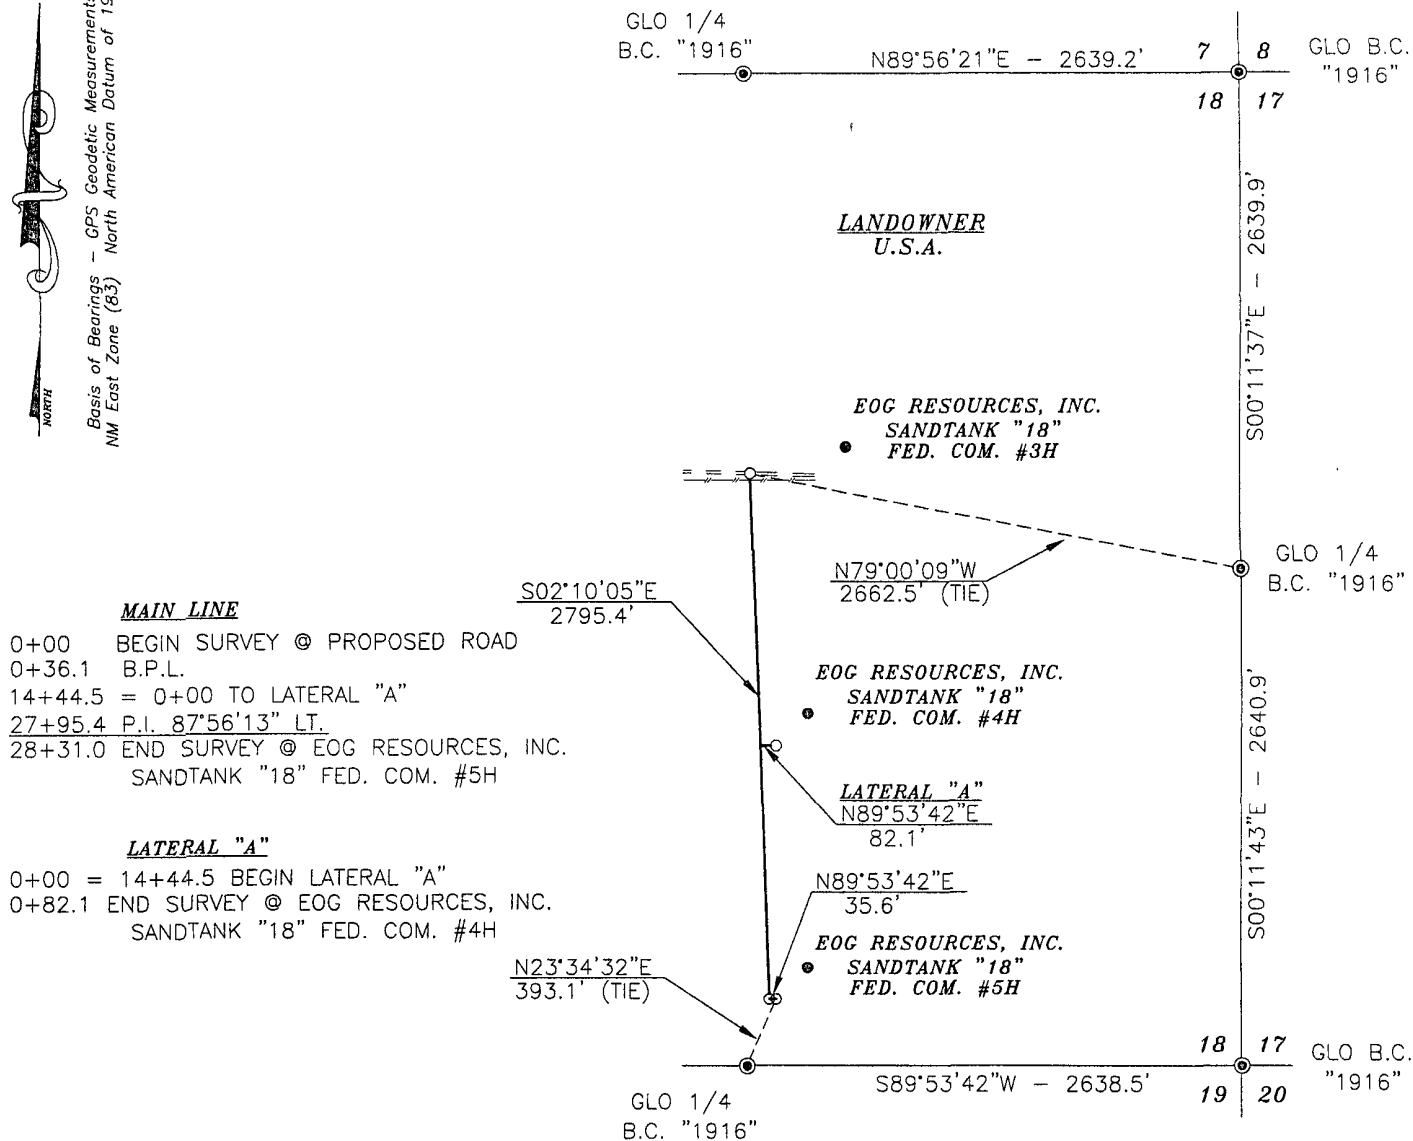 Basis of Bearings – GPS Geodetic Measurements
NM East Zone (83) North American Datum of 19
NORTH
GLO 1/4
B.C. "1916"
N89°56'21"E – 2639.2'
7 8
18 17
GLO B.C.
"1916"
S00°11'37"E – 2639.9'
LANDOWNER
U.S.A.
EOG RESOURCES, INC.
SANDTANK "18"
FED. COM. #3H
N79°00'09"W
2662.5' (TIE)
GLO 1/4
B.C. "1916"
S02°10'05"E
2795.4'
MAIN LINE
0+00 BEGIN SURVEY @ PROPOSED ROAD
0+36.1 B.P.L.
14+44.5 = 0+00 TO LATERAL "A"
27+95.4 P.I. 87°56'13" LT.
28+31.0 END SURVEY @ EOG RESOURCES, INC.
SANDTANK "18" FED. COM. #5H
EOG RESOURCES, INC.
SANDTANK "18"
FED. COM. #4H
S00°11'43"E – 2640.9'
LATERAL "A"
N89°53'42"E
82.1'
LATERAL "A"
0+00 = 14+44.5 BEGIN LATERAL "A"
0+82.1 END SURVEY @ EOG RESOURCES, INC.
SANDTANK "18" FED. COM. #4H
N89°53'42"E
35.6'
EOG RESOURCES, INC.
SANDTANK "18"
FED. COM. #5H
N23°34'32"E
393.1' (TIE)
18 17
19 20
GLO B.C.
"1916"
S89°53'42"W – 2638.5'
GLO 1/4
B.C. "1916"